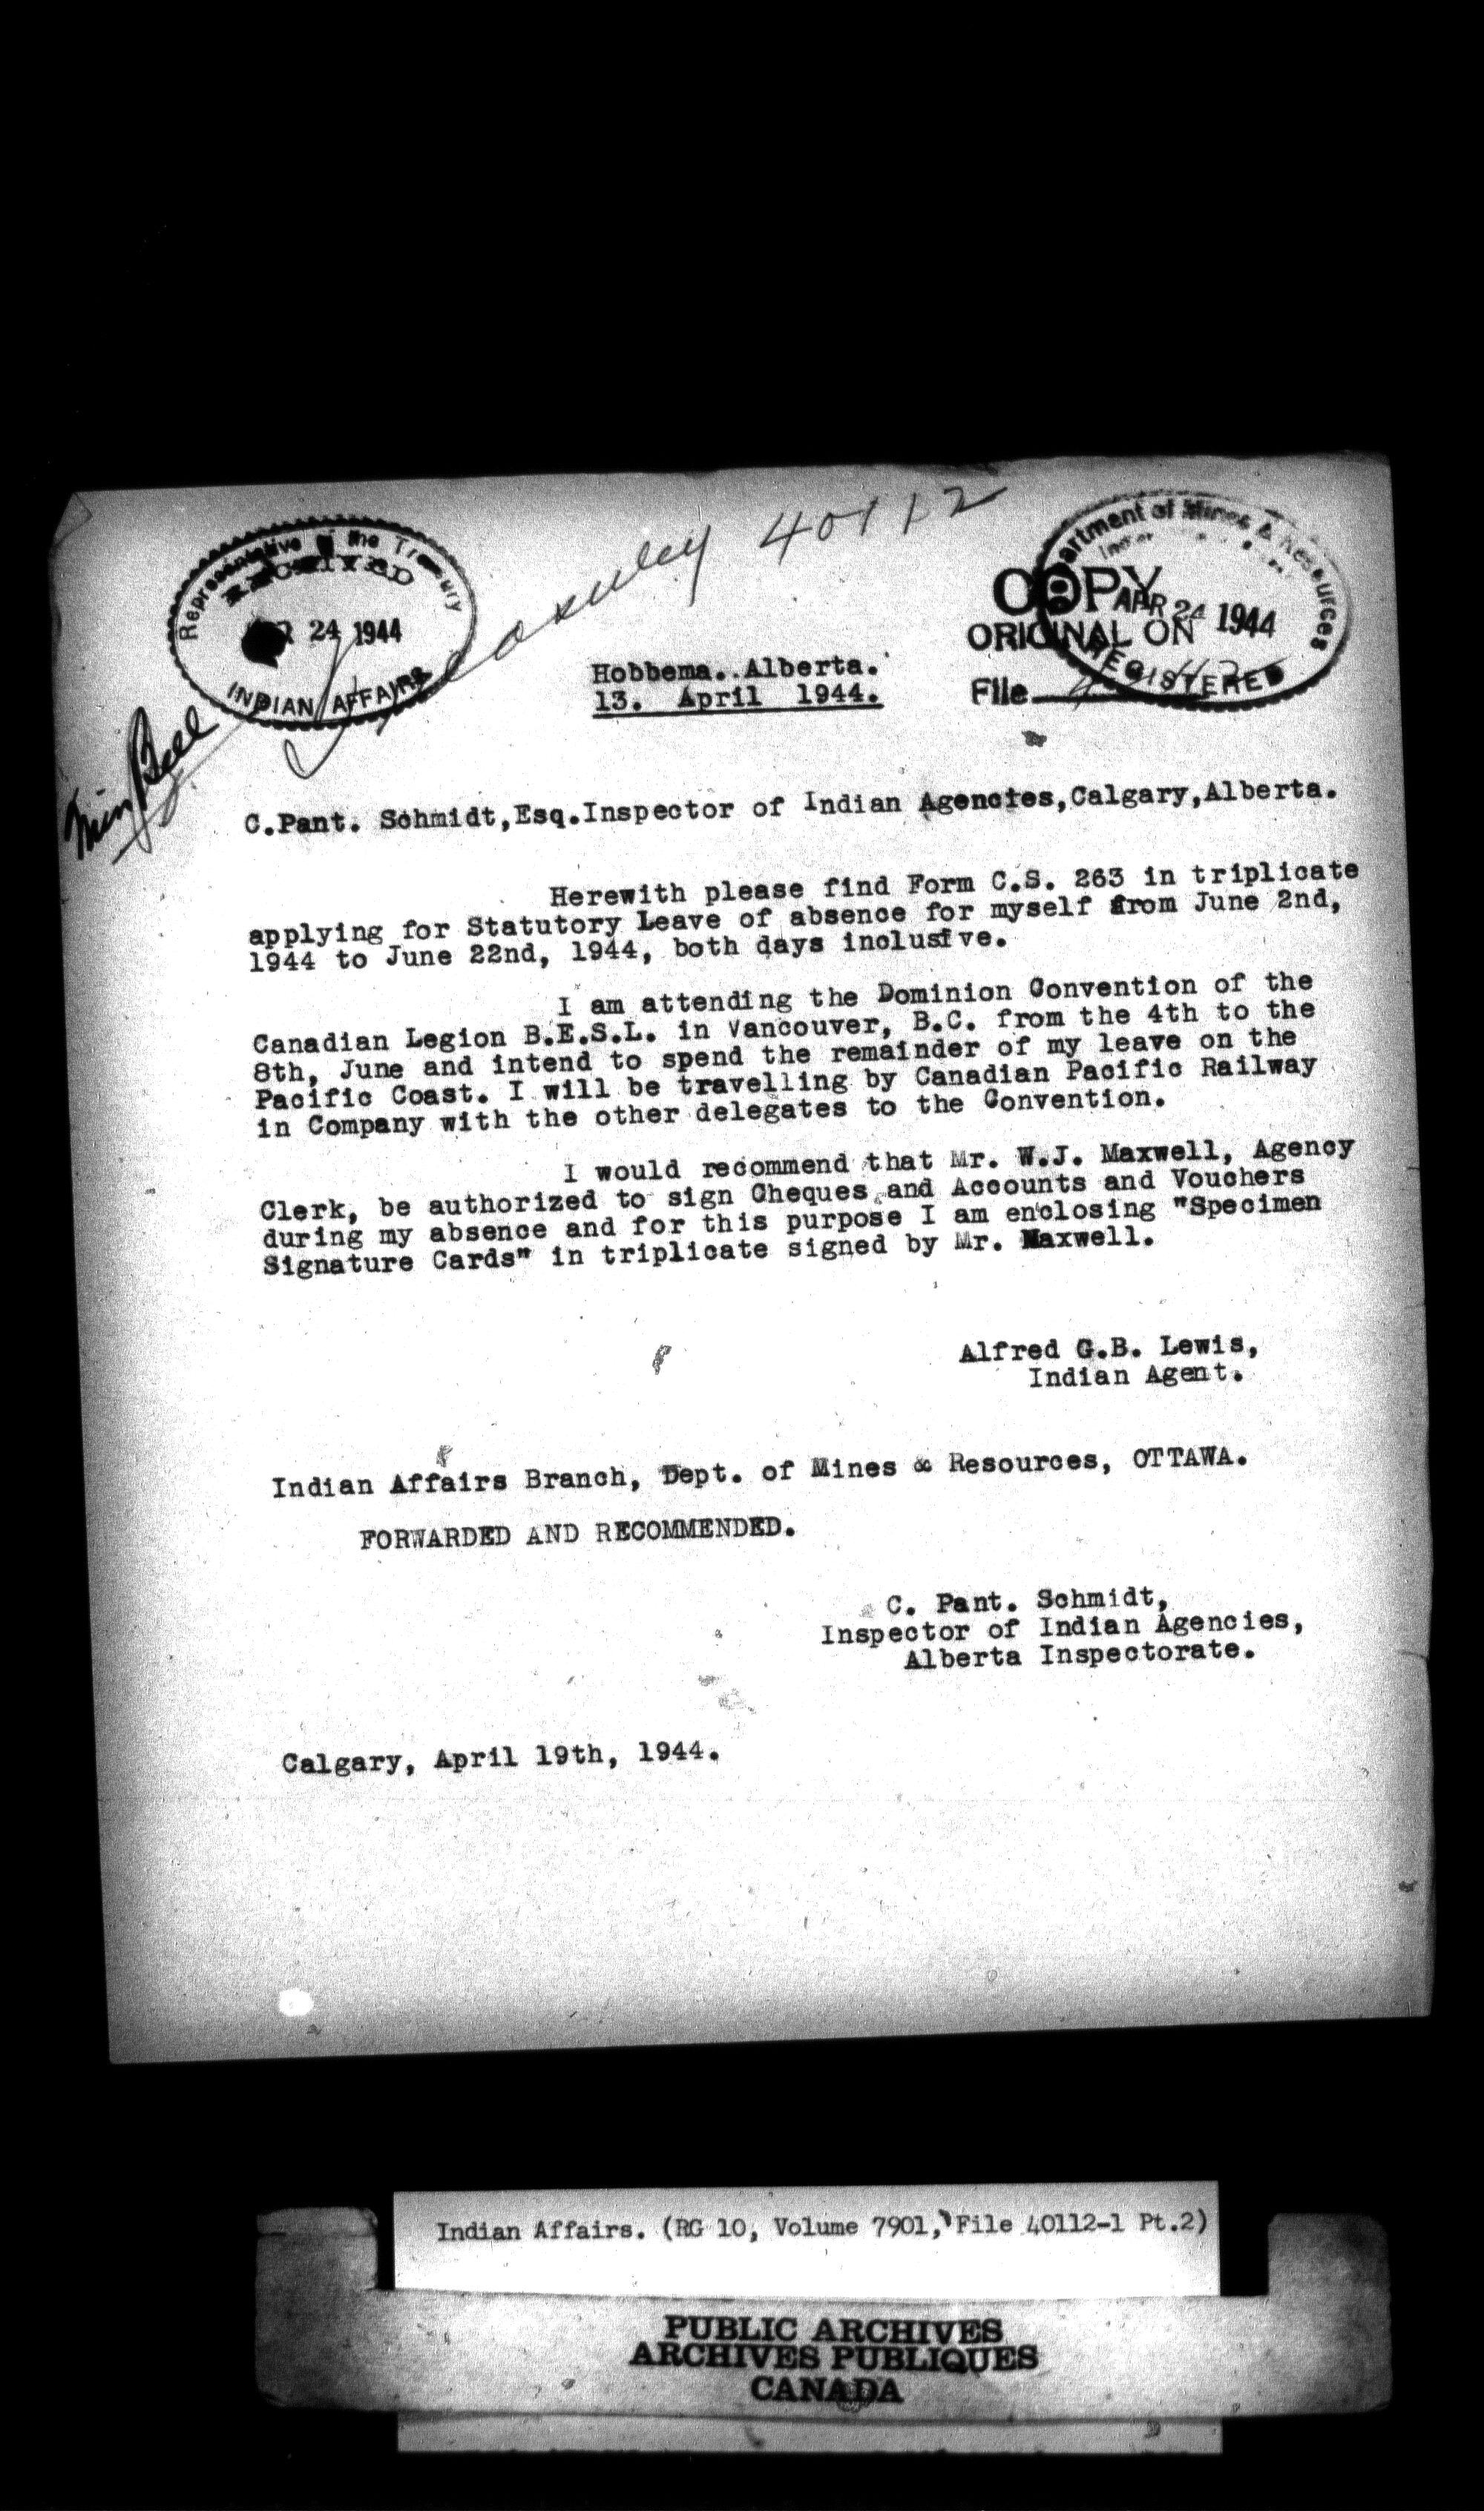 Representative of the Treasury
RECEIVED
24 1944
INDIAN AFFAIRS
40112
Department of Mines & Resources
APR 24 1944
REGISTERED
COPY
ORIGINAL ON
File
Miss Bell
Hobbema. Alberta.
13. April 1944.
C.Pant. Schmidt,Esq.Inspector of Indian Agencies,Calgary,Alberta.
Herewith please find Form C.S. 263 in triplicate
applying for Statutory Leave of absence for myself from June 2nd,
1944 to June 22nd, 1944, both days inclusive.
I am attending the Dominion Convention of the
Canadian Legion B.E.S.L. in Vancouver, B.C. from the 4th to the
8th, June and intend to spend the remainder of my leave on the
Pacific Coast. I will be travelling by Canadian Pacific Railway
in Company with the other delegates to the Convention.
I would recommend that Mr. W.J. Maxwell, Agency
Clerk, be authorized to sign Cheques and Accounts and Vouchers
during my absence and for this purpose I am enclosing "Specimen
Signature Cards" in triplicate signed by Mr. Maxwell.
Alfred G.B. Lewis,
Indian Agent.
Indian Affairs Branch, Dept. of Mines & Resources, OTTAWA.
FORWARDED AND RECOMMENDED.
C. Pant. Schmidt,
Inspector of Indian Agencies,
Alberta Inspectorate.
Calgary, April 19th, 1944.
Indian Affairs. (RG 10, Volume 7901, File 40112-1 Pt.2)
PUBLIC ARCHIVES
ARCHIVES PUBLIQUES
CANADA